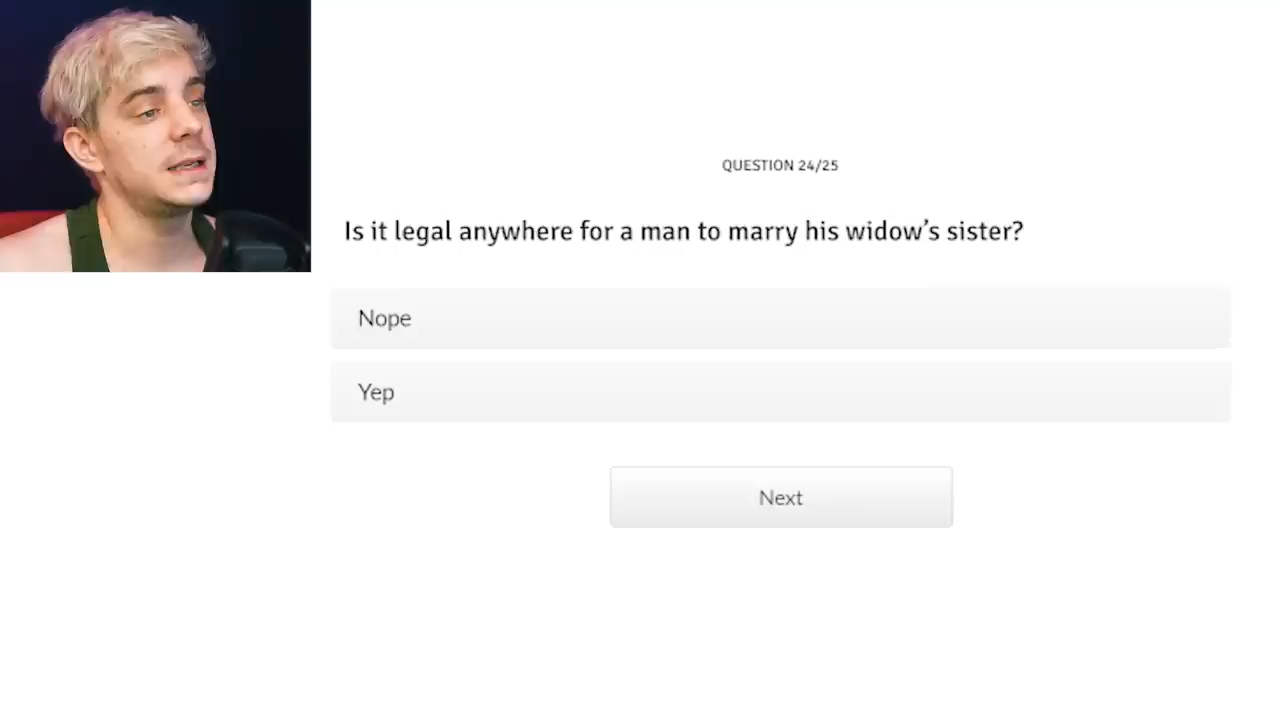 QUESTION 24/25
Is it legal anywhere for a man to marry his widow’s sister?
Nope
Yep
Next